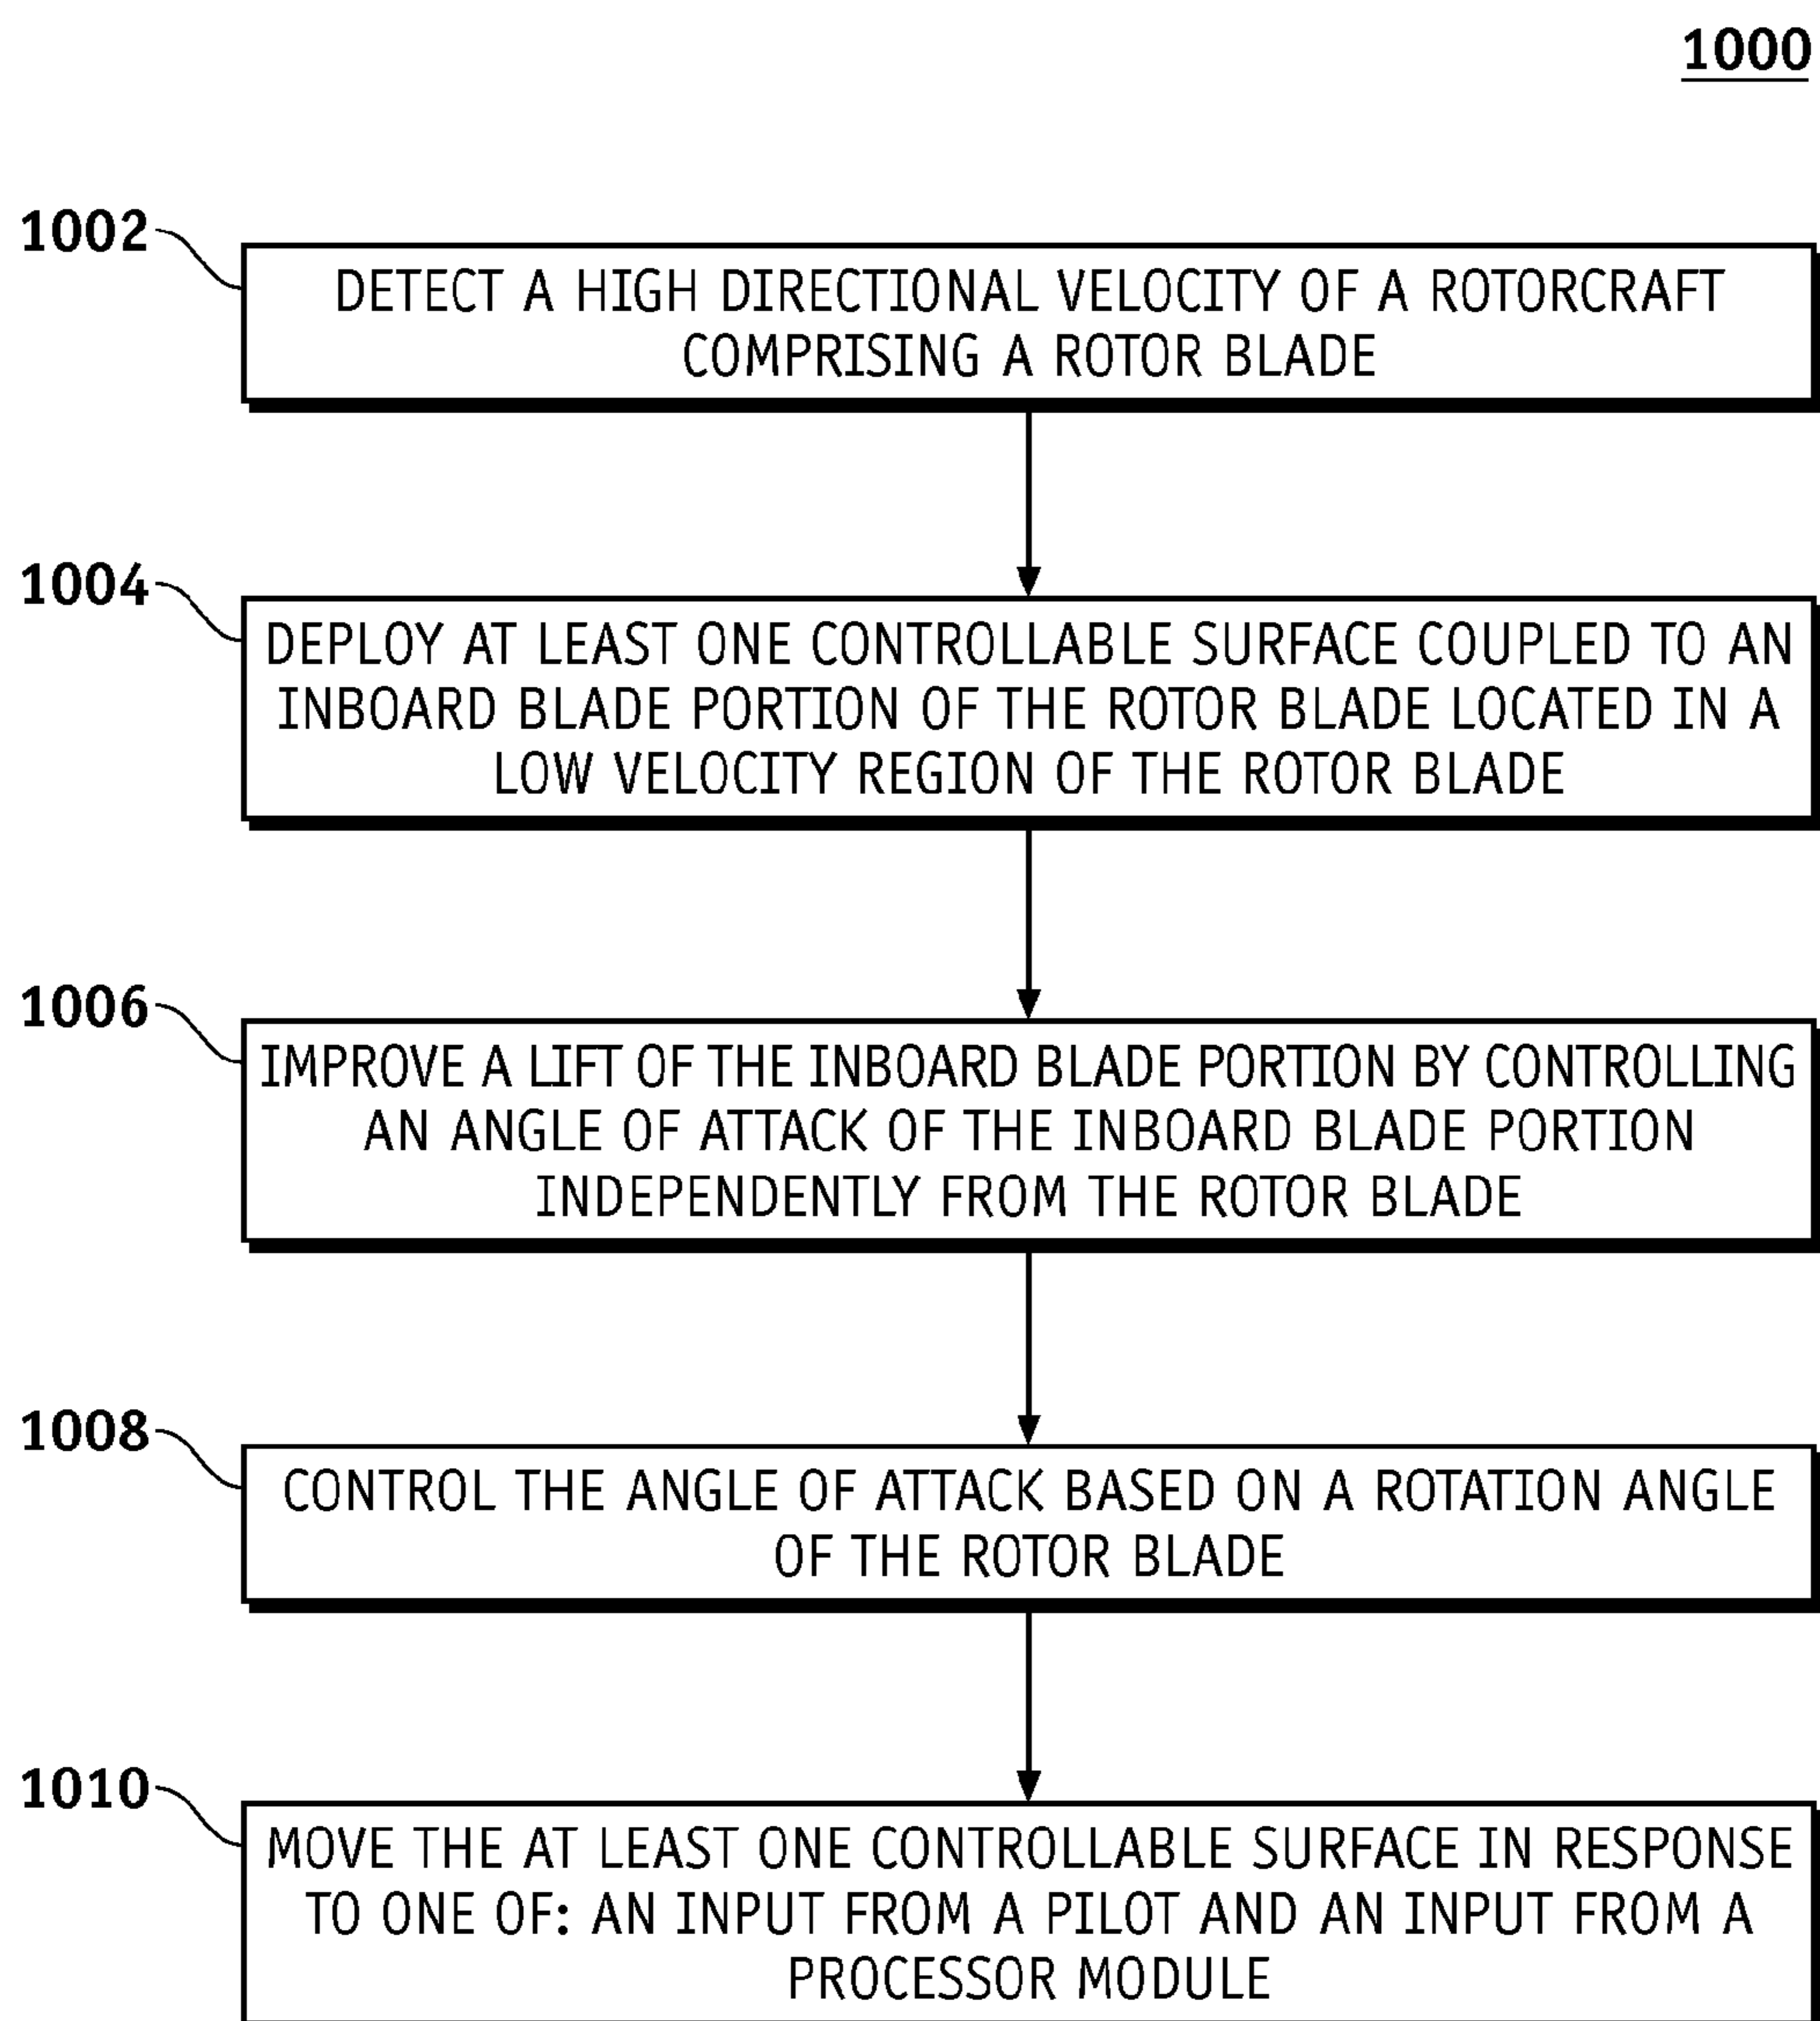 1000
1002
DETECT A HIGH DIRECTIONAL VELOCITY OF A ROTORCRAFT
COMPRISING A ROTOR BLADE
1004
DEPLOY AT LEAST ONE CONTROLLABLE SURFACE COUPLED TO AN
INBOARD BLADE PORTION OF THE ROTOR BLADE LOCATED IN A
LOW VELOCITY REGION OF THE ROTOR BLADE
1006
IMPROVE A LIFT OF THE INBOARD BLADE PORTION BY CONTROLLING
AN ANGLE OF ATTACK OF THE INBOARD BLADE PORTION
INDEPENDENTLY FROM THE ROTOR BLADE
1008
CONTROL THE ANGLE OF ATTACK BASED ON A ROTATION ANGLE
OF THE ROTOR BLADE
1010
MOVE THE AT LEAST ONE CONTROLLABLE SURFACE IN RESPONSE
TO ONE OF: AN INPUT FROM A PILOT AND AN INPUT FROM A
PROCESSOR MODULE